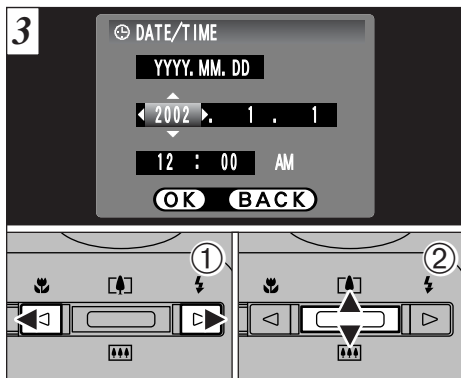 3
DATE/TIME
YYYY. MM. DD
2002 . 1 . 1
12 : 00 AM
OK BACK
① ②